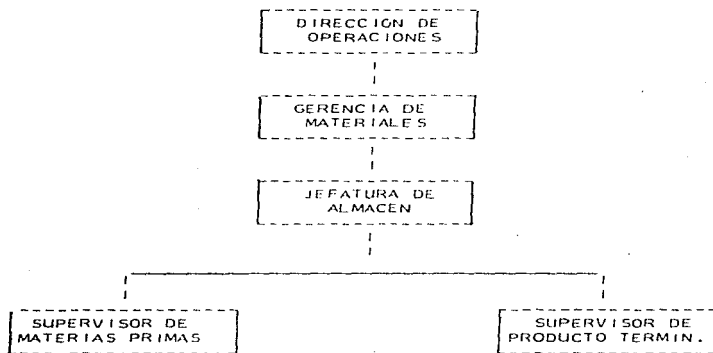 DIRECCION DE
OPERACIONES
GERENCIA DE
MATERIALES
JEFATURA DE
ALMACEN
SUPERVISOR DE
MATERIAS PRIMAS
SUPERVISOR DE
PRODUCTO TERMIN.